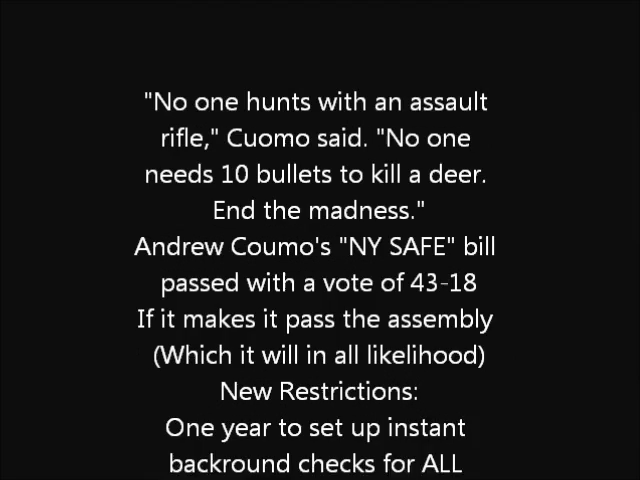 "No one hunts with an assault
rifle," Cuomo said. "No one
needs 10 bullets to kill a deer.
End the madness."
Andrew Coumo's "NY SAFE" bill
passed with a vote of 43-18
If it makes it pass the assembly
(Which it will in all likelihood)
New Restrictions:
One year to set up instant
backround checks for ALL